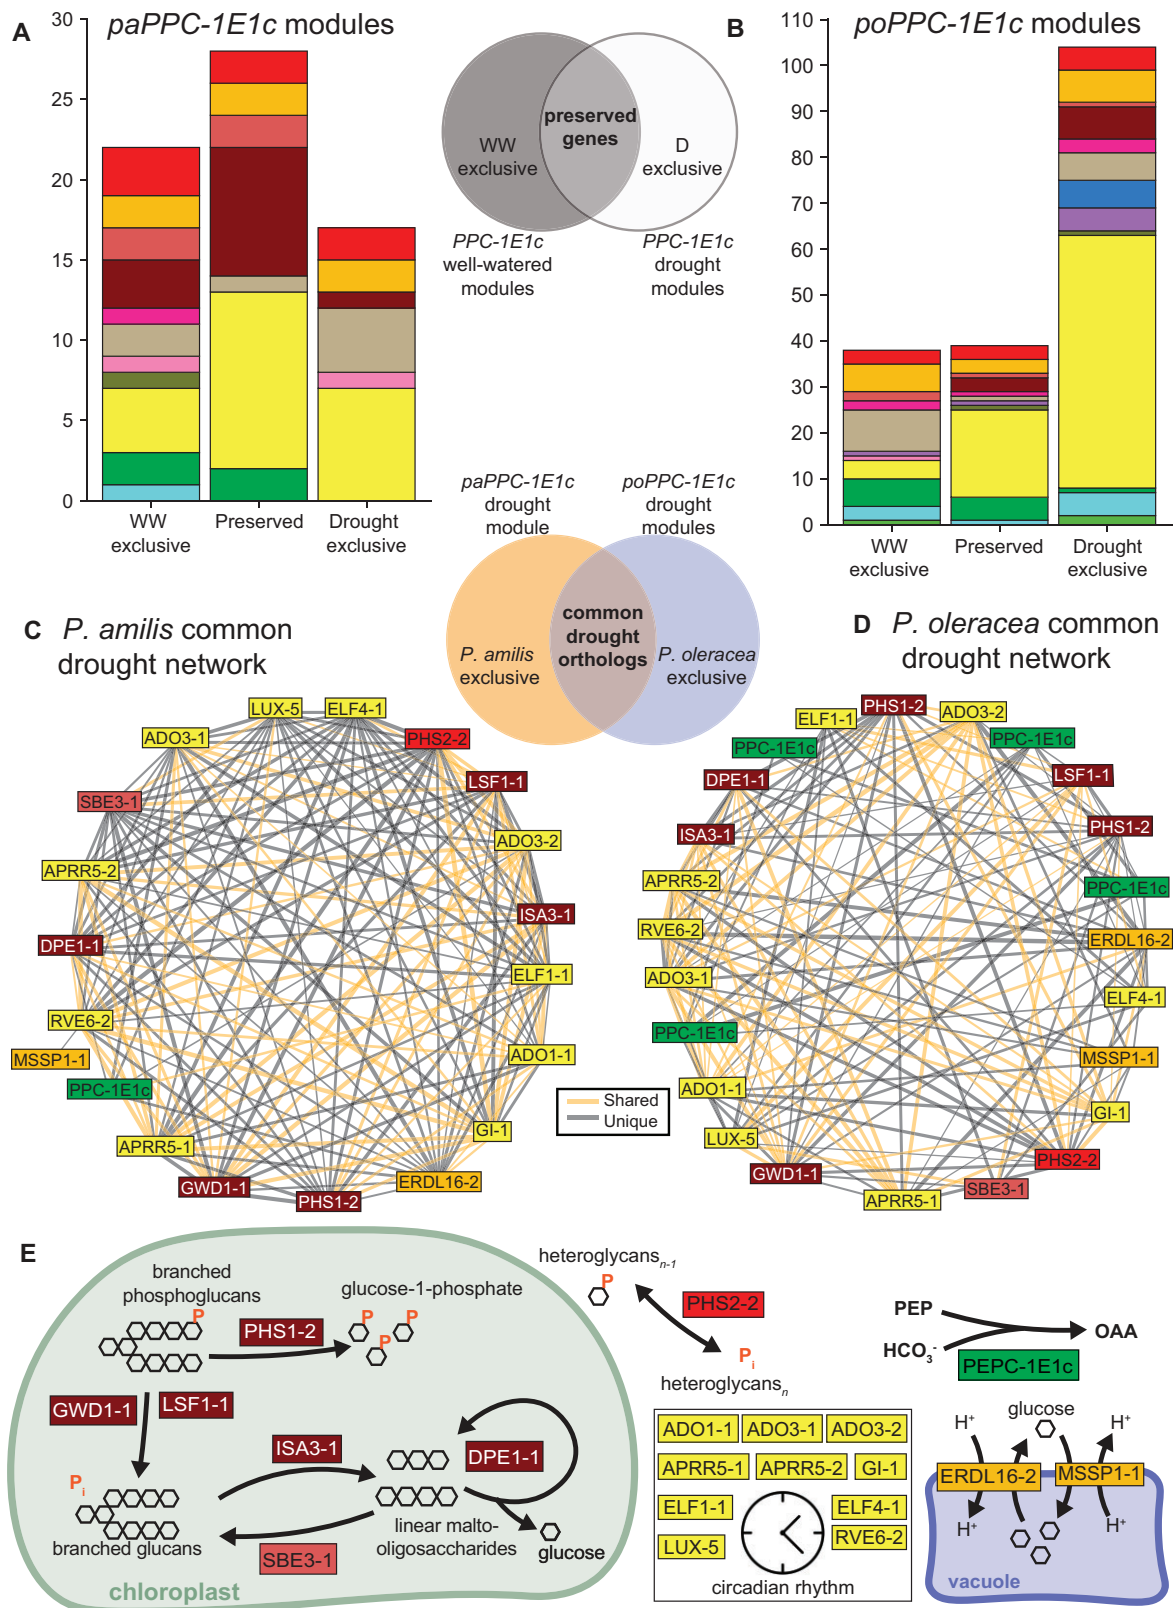 A
paPPC-1E1c modules
30
25
20
15
10
5
0
WW
exclusive
Preserved
Drought
exclusive
WW
exclusive
preserved
genes
D
exclusive
PPC-1E1c
well-watered
modules
PPC-1E1c
drought
modules
B
poPPC-1E1c modules
110
100
90
80
70
60
50
40
30
20
10
0
WW
exclusive
Preserved
Drought
exclusive
paPPC-1E1c
drought
module
poPPC-1E1c
drought
modules
P. amilis
exclusive
common
drought
orthologs
P. oleracea
exclusive
C
P. amilis common
drought network
LUX-5
ELF4-1
ADO3-1
PHS2-2
LSF1-1
SBE3-1
ADO3-2
APRR5-2
ISA3-1
DPE1-1
ELF1-1
RVE6-2
MSSP1-1
ADO1-1
PPC-1E1c
GI-1
APRR5-1
GWD1-1
PHS1-2
ERDL16-2
Shared
Unique
D
P. oleracea common
drought network
PHS1-2
ELF1-1
ADO3-2
PPC-1E1c
PPC-1E1c
DPE1-1
LSF1-1
ISA3-1
PHS1-2
APRR5-2
PPC-1E1c
RVE6-2
ERDL16-2
ADO3-1
ELF4-1
PPC-1E1c
MSSP1-1
ADO1-1
GI-1
LUX-5
PHS2-2
GWD1-1
SBE3-1
APRR5-1
E
branched
phosphoglucans
P
PHS1-2
glucose-1-phosphate
P
P
P
GWD1-1
LSF1-1
ISA3-1
DPE1-1
Pi
branched glucans
SBE3-1
linear malto-
oligosaccharides
glucose
chloroplast
heteroglycansn-1
P
PHS2-2
Pi
heteroglycansn
PEP
HCO3-
OAA
PEPC-1E1c
ADO1-1
ADO3-1
ADO3-2
APRR5-1
APRR5-2
GI-1
ELF1-1
ELF4-1
RVE6-2
LUX-5
circadian rhythm
H+
glucose
H+
ERDL16-2
MSSP1-1
H+
H+
vacuole